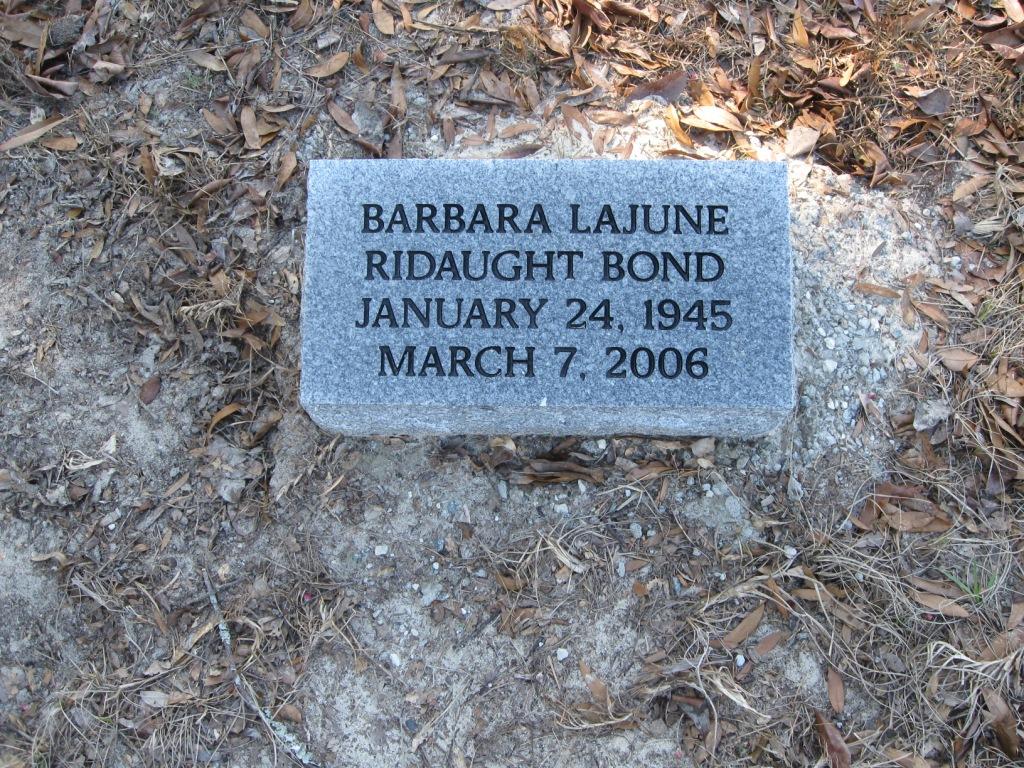 BARBARA LAJUNE
RIDAUGHT BOND
JANUARY 24, 1945
MARCH 7, 2006